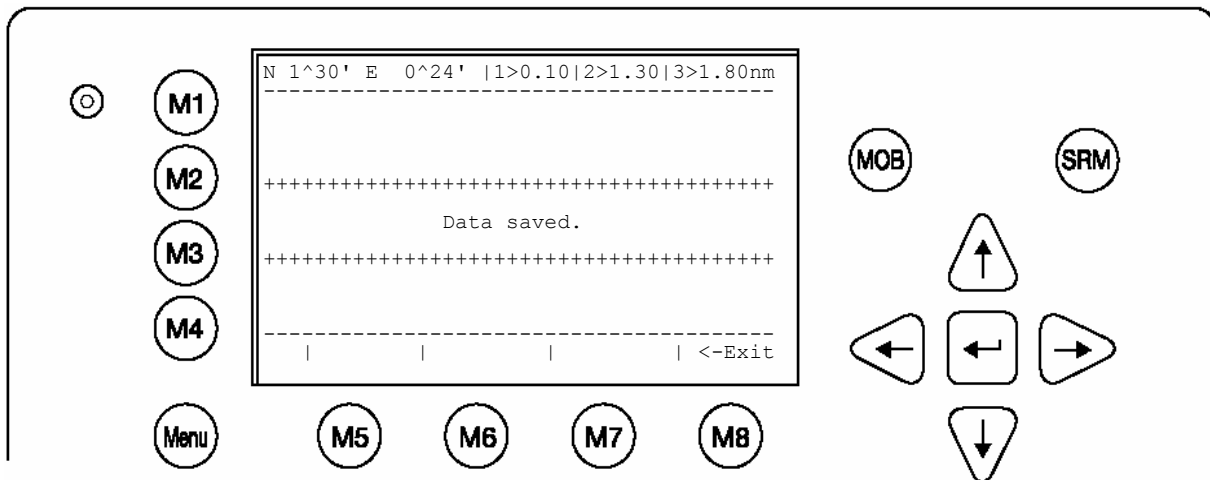 N 1^30' E  0^24' |1>0.10|2>1.30|3>1.80nm
----------------------------------------
++++++++++++++++++++++++++++++++++++++++
Data saved.
++++++++++++++++++++++++++++++++++++++++
----------------------------------------
|        |         |         | <-Exit
M1
M2
M3
M4
Menu
M5
M6
M7
M8
MOB
SRM